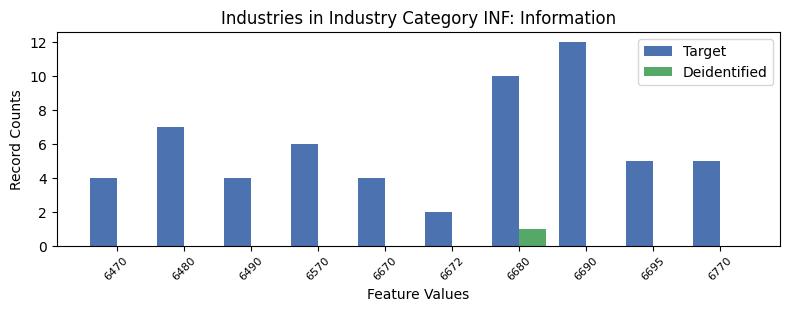 Industries in Industry Category INF: Information
Target
Deidentified
Record Counts
12
10
8
6
4
2
0
6470 6480 6490 6570 6670 6672 6680 6690 6695 6770
Feature Values